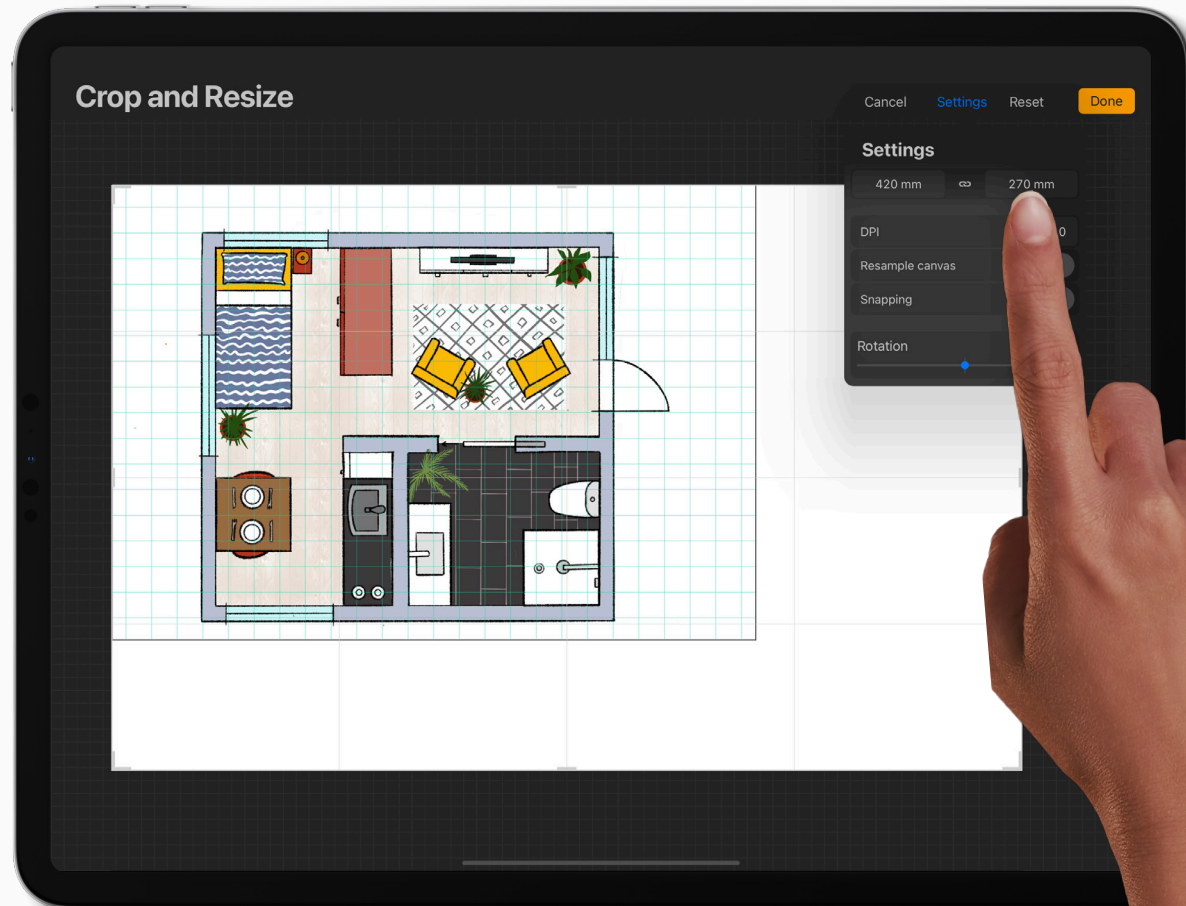 Crop and Resize
Cancel Settings Reset Done
Settings
420 mm 270 mm
DPI
Resample canvas
Snapping
Rotation